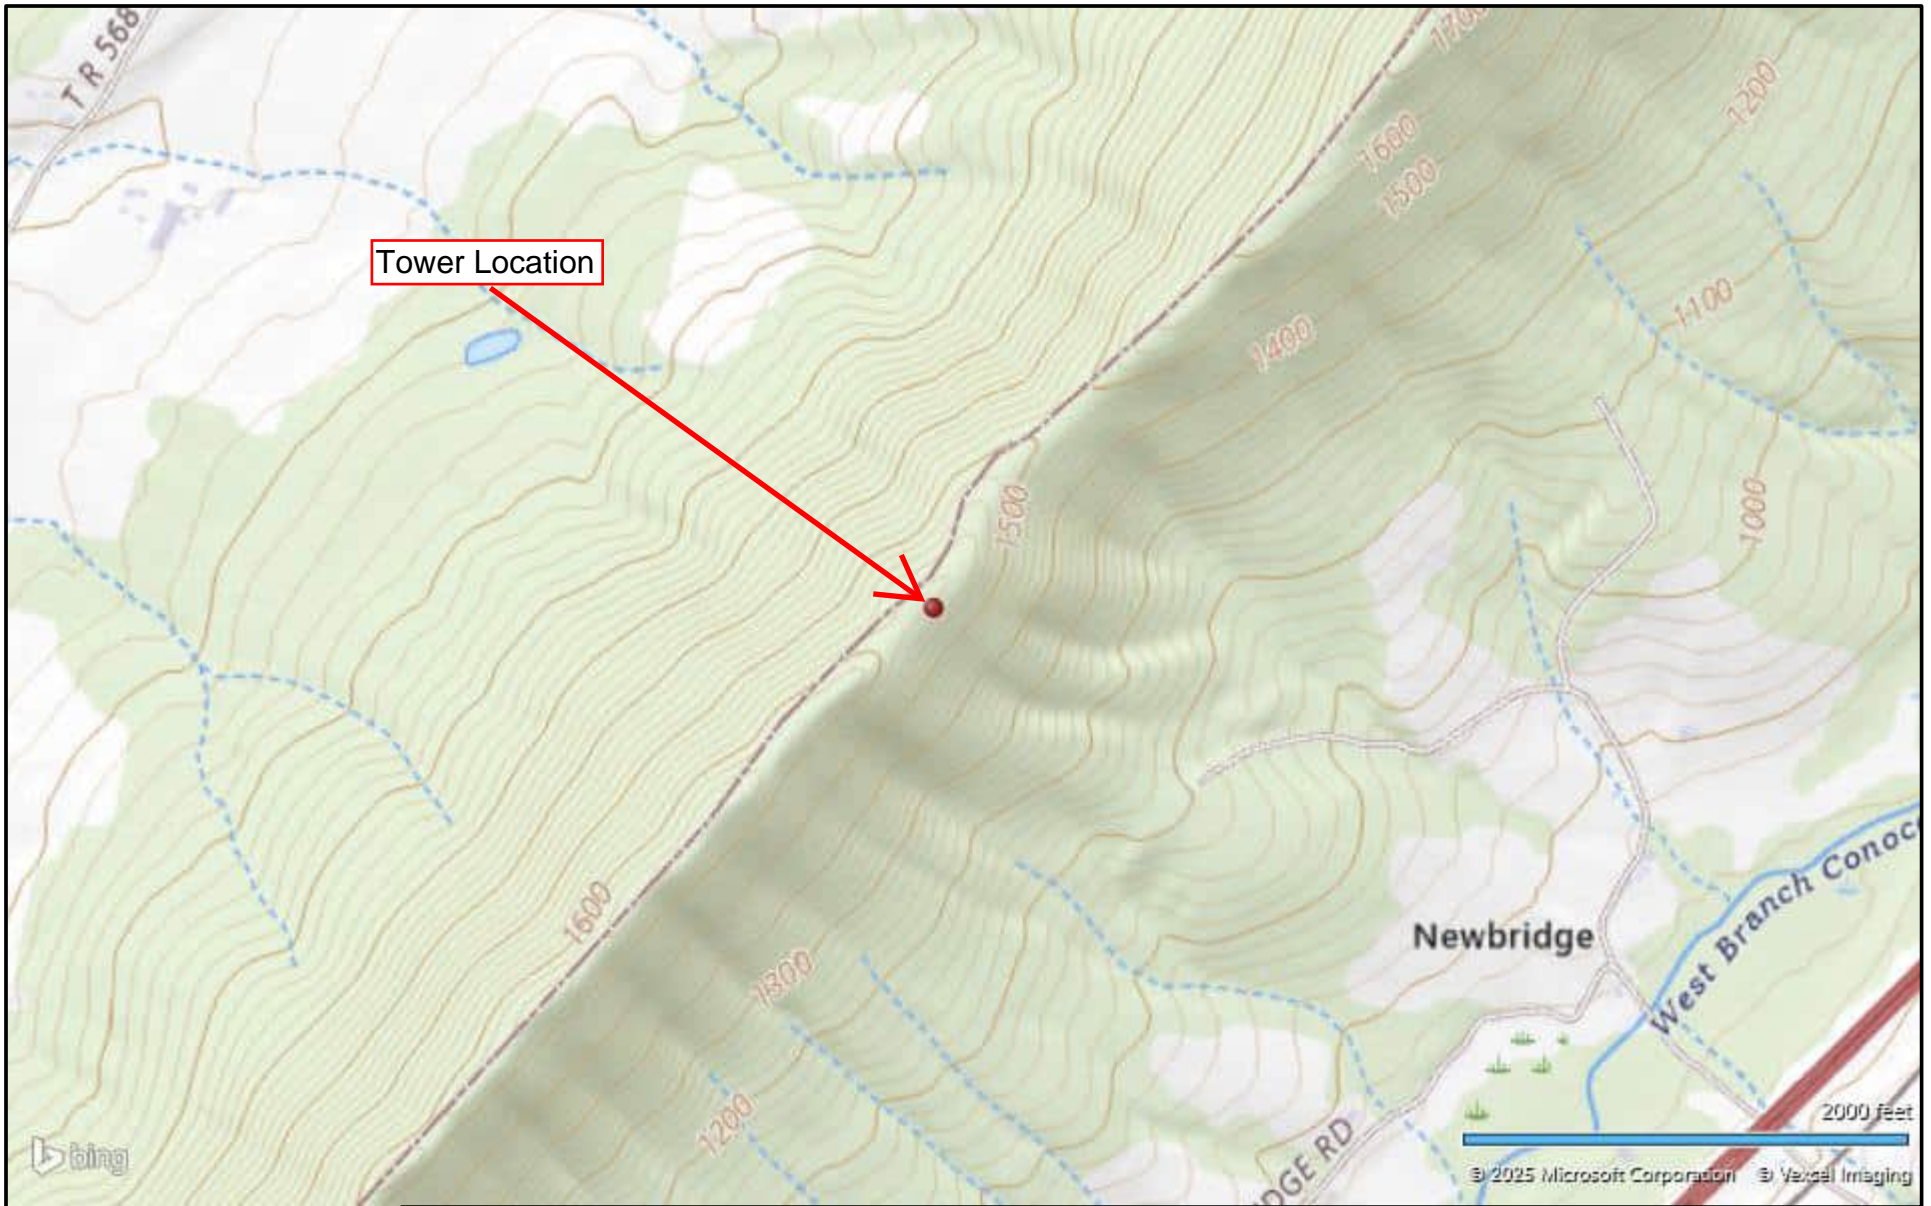 T R 568
1700
1200
1600
1500
Tower Location
1100
1400
1500
1000
1600
Newbridge
West Branch Conoc
1300
1200
2000 feet
DGE RD
bing
© 2025 Microsoft Corporation © Vexcel Imaging